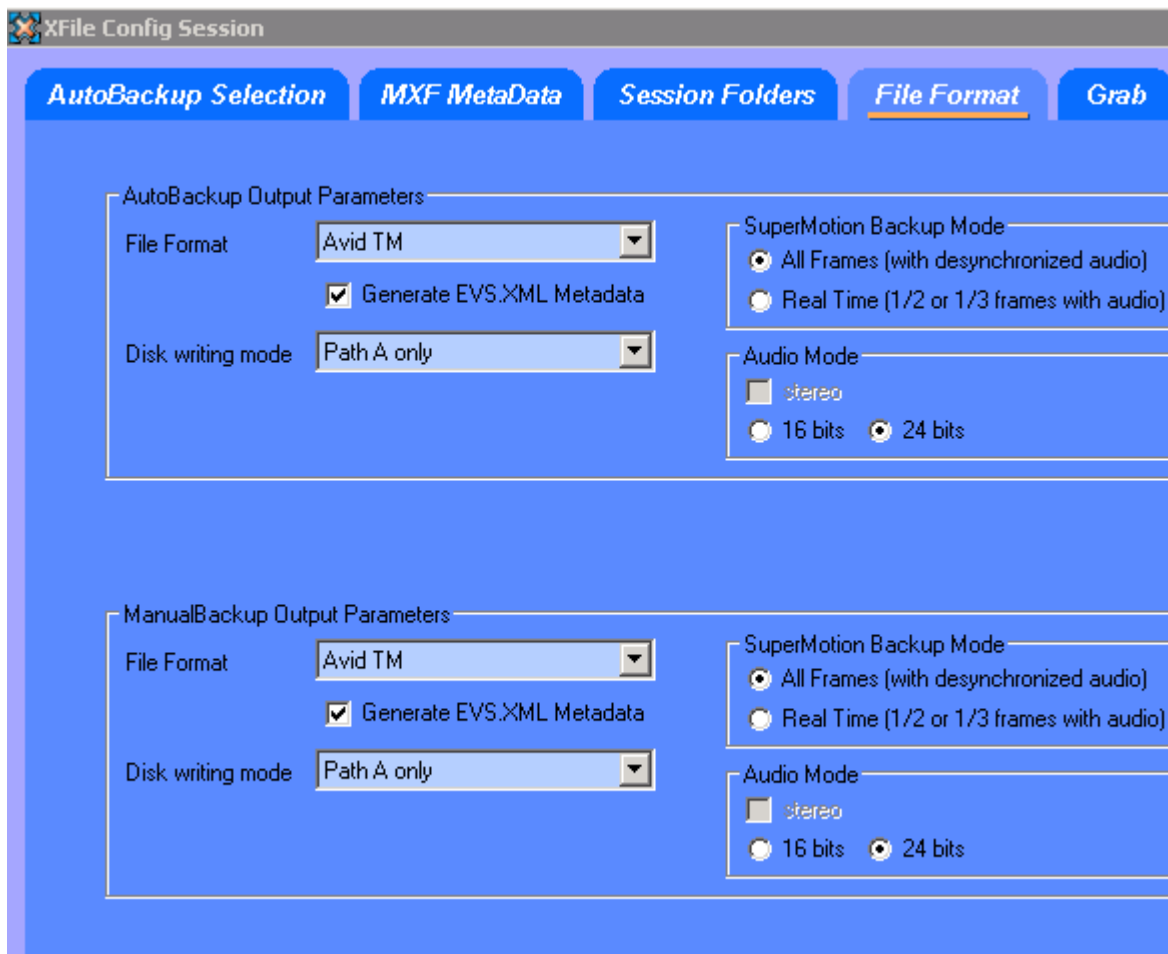 XFile Config Session
AutoBackup Selection
MXF MetaData
Session Folders
File Format
Grab
AutoBackup Output Parameters
File Format
Avid TM
Generate EVS.XML Metadata
Disk writing mode
Path A only
SuperMotion Backup Mode
All Frames (with desynchronized audio)
Real Time (1/2 or 1/3 frames with audio)
Audio Mode
stereo
16 bits
24 bits
ManualBackup Output Parameters
File Format
Avid TM
Generate EVS.XML Metadata
Disk writing mode
Path A only
SuperMotion Backup Mode
All Frames (with desynchronized audio)
Real Time (1/2 or 1/3 frames with audio)
Audio Mode
stereo
16 bits
24 bits